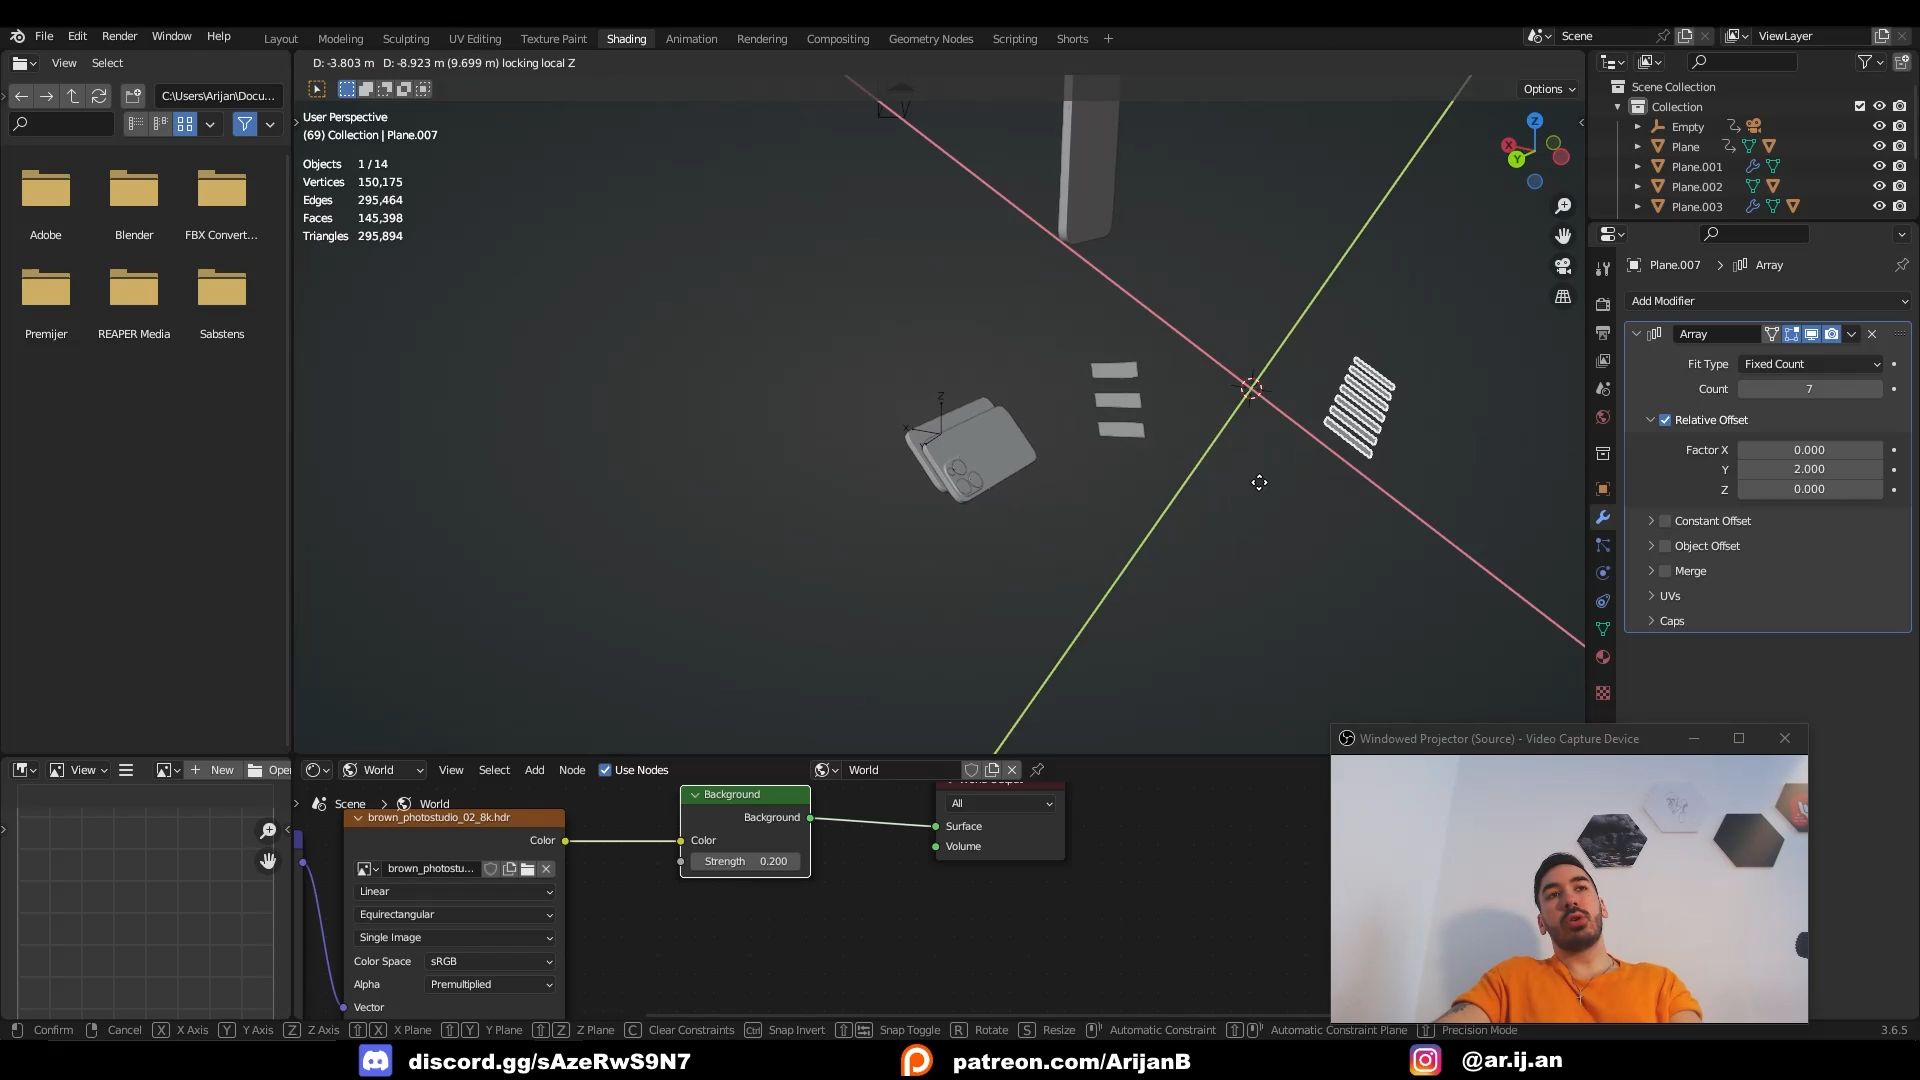 File Edit Render Window Help
Layout Modeling Sculpting UV Editing Texture Paint Shading Animation Rendering Compositing Geometry Nodes Scripting Shorts +
Scene
ViewLayer
View Select
D: -3.803 m D: -8.923 m (9.699 m) locking local Z
C:\Users\Arijan\Docu...
Options
User Perspective
(69) Collection | Plane.007
Objects 1 / 14
Vertices 150,175
Edges 295,464
Faces 145,398
Triangles 295,894
Adobe
Blender
FBX Convert...
Premijer
REAPER Media
Sabstens
Z
X
Y
Z
X
Scene Collection
Collection
Empty
Plane
Plane.001
Plane.002
Plane.003
Plane.007 > Array
Add Modifier
Array
Fit Type Fixed Count
Count 7
Relative Offset
Factor X 0.000
Y 2.000
Z 0.000
Constant Offset
Object Offset
Merge
UVs
Caps
Windowed Projector (Source) - Video Capture Device
View
+ New
World
View Select Add Node Use Nodes
World
Scene > World
brown_photostudio_02_8k.hdr
Color
brown_photostu...
Linear
Equirectangular
Single Image
Color Space sRGB
Alpha Premultiplied
Vector
Background
Background
Color
Strength 0.200
All
Surface
Volume
Confirm Cancel X X Axis Y Y Axis Z Z Axis X X Plane Y Y Plane Z Z Plane C Clear Constraints Ctrl Snap Invert Snap Toggle R Rotate S Resize Automatic Constraint Automatic Constraint Plane Precision Mode
3.6.5
discord.gg/sAzeRwS9N7
patreon.com/ArijanB
@ar.ij.an